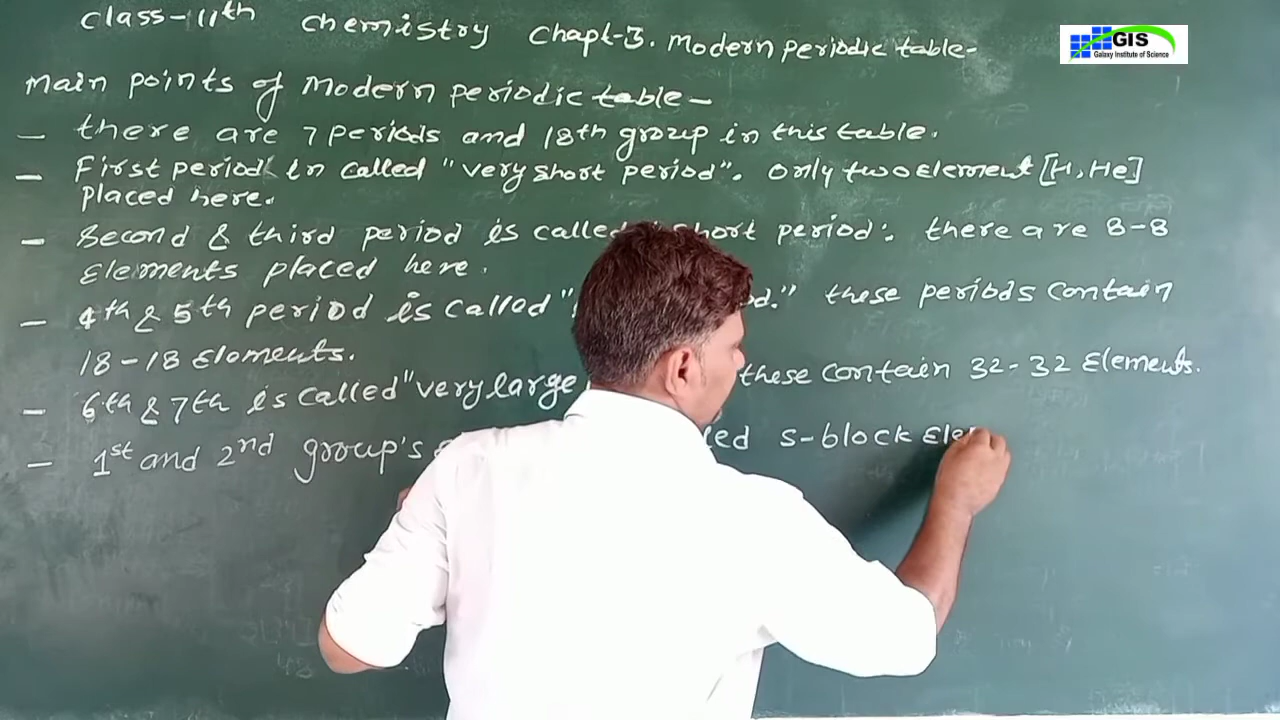 class-11th chemistry chapt-3. Modern periodic table-
GIS
Galaxy Institute of Science
Main points of Modern periodic table-
- there are 7 periods and 18th group in this table.
- First period in called "very short period". only two element [H, He]
placed here.
- second & third period is called short period". there are 8-8
Elements placed here.
- 4th & 5th period is called " these periods contain
18-18 Elements.
- 6th & 7th is called "very large these contain 32-32 Elements.
- 1st and 2nd group's s-block